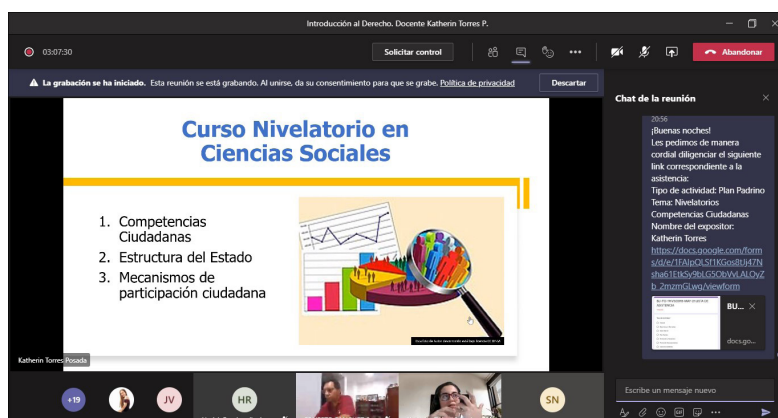 Introducción al Derecho. Docente Katherin Torres P.
03:07:30
Solicitar control
Abandonar
La grabación se ha iniciado. Esta reunión se está grabando. Al unirse, da su consentimiento para que se grabe. Política de privacidad
Descartar
Curso Nivelatorio en
Ciencias Sociales
1. Competencias
Ciudadanas
2. Estructura del Estado
3. Mecanismos de
participación ciudadana
Katherin Torres Posada
+19
JV
HR
SN
Chat de la reunión
20:56
¡Buenas noches!
Les pedimos de manera
cordial diligenciar el siguiente
link correspondiente a la
asistencia:
Tipo de actividad: Plan Padrino
Tema: Nivelatorios
Competencias Ciudadanas
Nombre del expositor:
Katherin Torres
https://docs.google.com/form
BU...
docs.go...
Escribe un mensaje nuevo